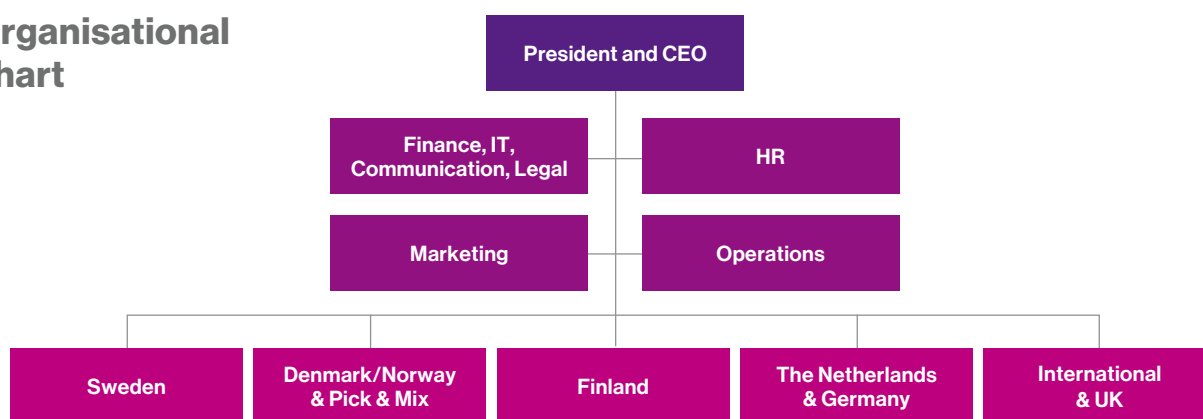 rganisational
hart
President and CEO
Finance, IT,
Communication, Legal
HR
Marketing
Operations
Sweden
Denmark/Norway
& Pick & Mix
Finland
The Netherlands
& Germany
International
& UK